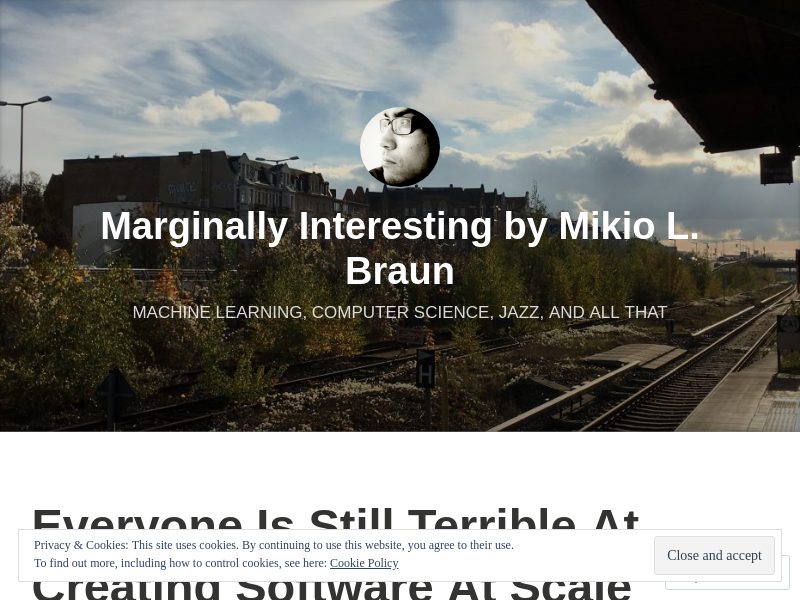 Marginally Interesting by Mikio L.
Braun
MACHINE LEARNING, COMPUTER SCIENCE, JAZZ, AND ALL THAT
H
Everyone Is Still Terrible At
Creating Software At Scale
Privacy & Cookies: This site uses cookies. By continuing to use this website, you agree to their use.
To find out more, including how to control cookies, see here: Cookie Policy
Close and accept